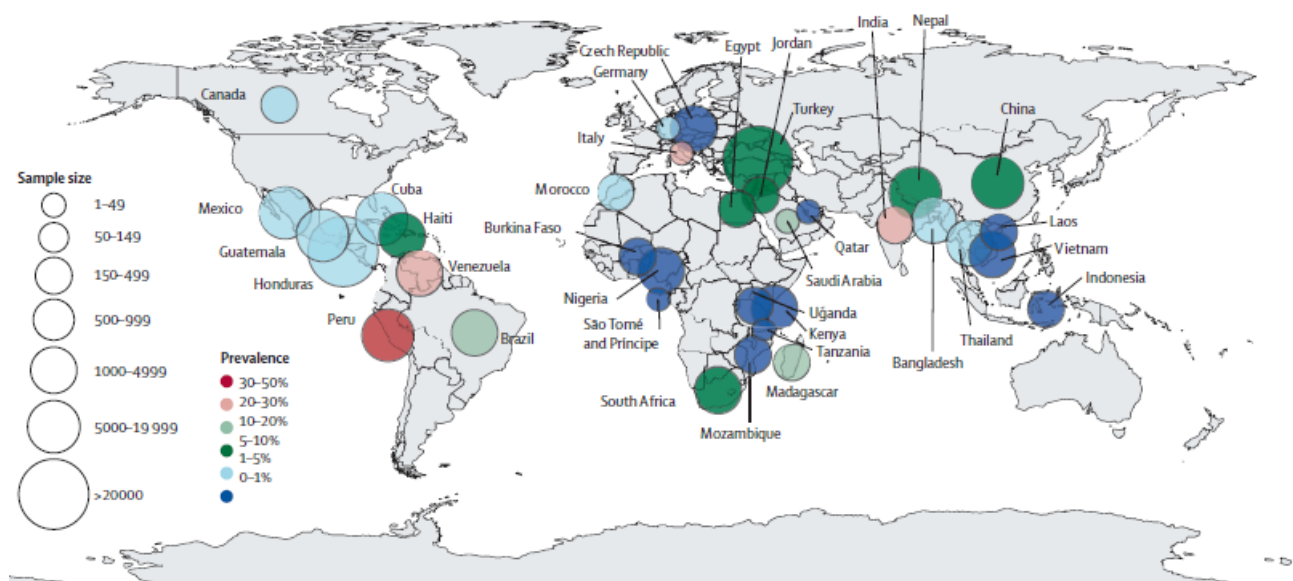 India
Nepal
Czech Republic
Egypt
Jordan
Germany
Canada
Turkey
China
Italy
Sample size
1–49
Morocco
Cuba
Mexico
Haiti
Laos
50–149
Burkina Faso
Qatar
Vietnam
Guatemala
150–499
Venezuela
Saudi Arabia
Indonesia
Honduras
Nigeria
Uğanda
500–999
Peru
São Tomé
and Príncipe
Kenya
Brazil
Tanzania
Thailand
Bangladesh
Prevalence
1000–4999
30–50%
20–30%
Madagascar
South Africa
10–20%
5000–19 999
5–10%
Mozambique
1–5%
0–1%
>20000